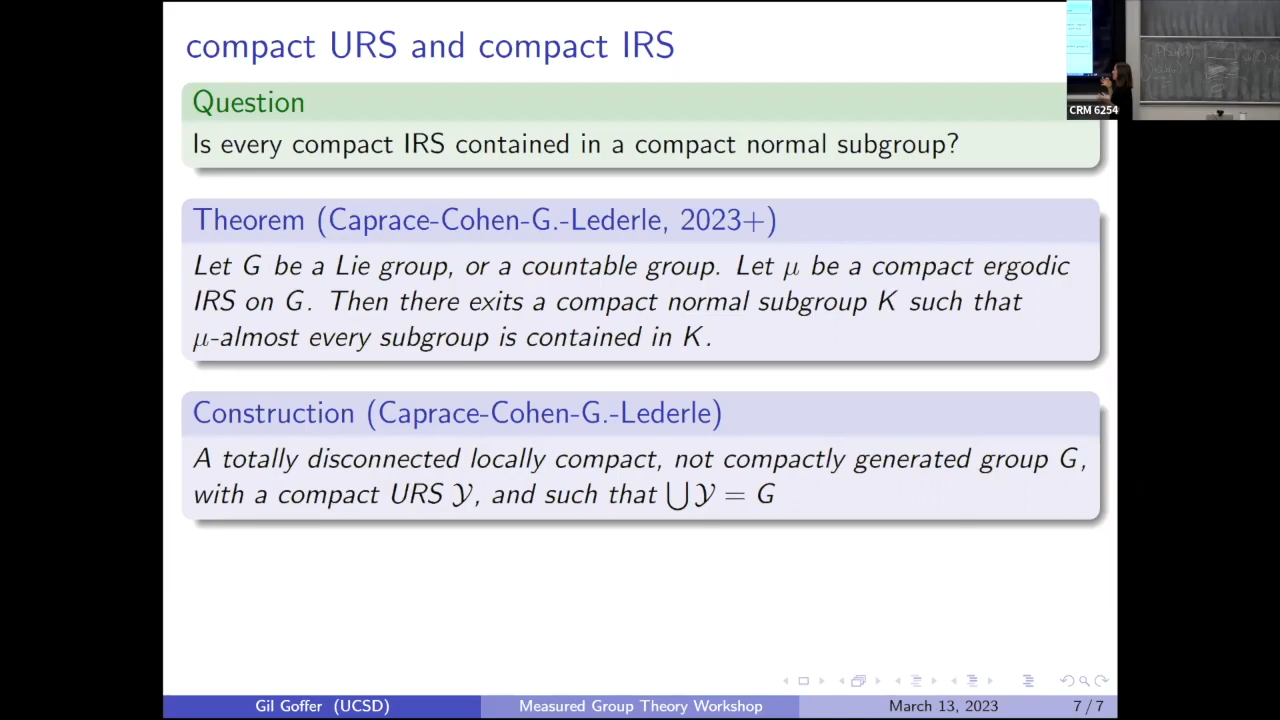 compact URS and compact IRS
Question
Is every compact IRS contained in a compact normal subgroup?
CRM 6254
Theorem (Caprace-Cohen-G.-Lederle, 2023+)
Let G be a Lie group, or a countable group. Let μ be a compact ergodic
IRS on G. Then there exits a compact normal subgroup K such that
μ-almost every subgroup is contained in K.
Construction (Caprace-Cohen-G.-Lederle)
A totally disconnected locally compact, not compactly generated group G,
with a compact URS 𝒴, and such that ⋃𝒴 = G
Gil Goffer (UCSD)
Measured Group Theory Workshop
March 13, 2023
7 / 7